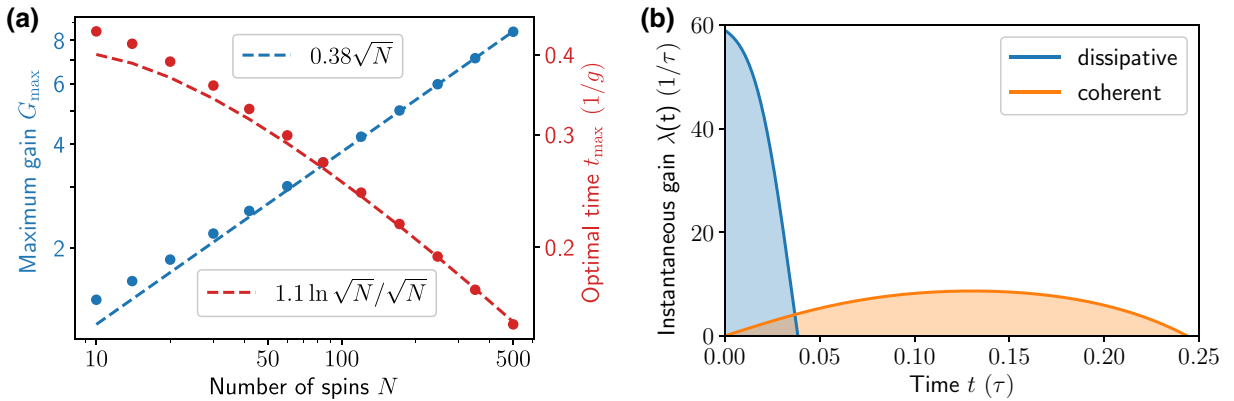 (a)
Maximum gain G_max
8
6
4
2
0.38√N
1.1 ln √N/√N
0.4
0.3
0.2
Optimal time t_max (1/g)
10
50
100
500
Number of spins N
(b)
Instantaneous gain λ(t) (1/τ)
60
40
20
0
dissipative
coherent
0.00
0.05
0.10
0.15
0.20
0.25
Time t (τ)